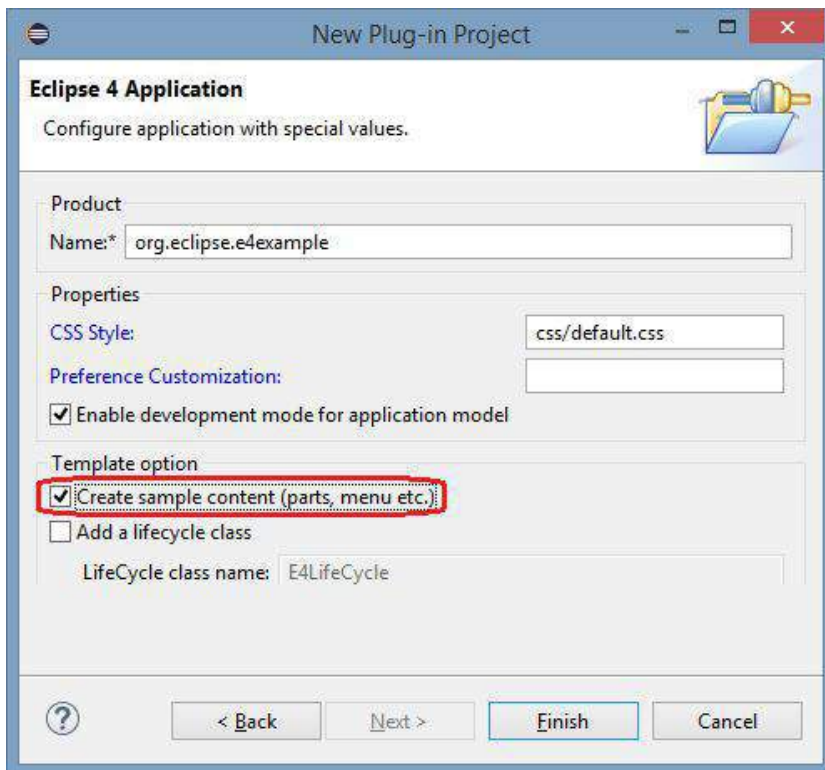 New Plug-in Project
Eclipse 4 Application
Configure application with special values.
Product
Name:* org.eclipse.e4example
Properties
CSS Style: css/default.css
Preference Customization:
Enable development mode for application model
Template option
Create sample content (parts, menu etc.)
Add a lifecycle class
LifeCycle class name: E4LifeCycle
< Back Next > Finish Cancel